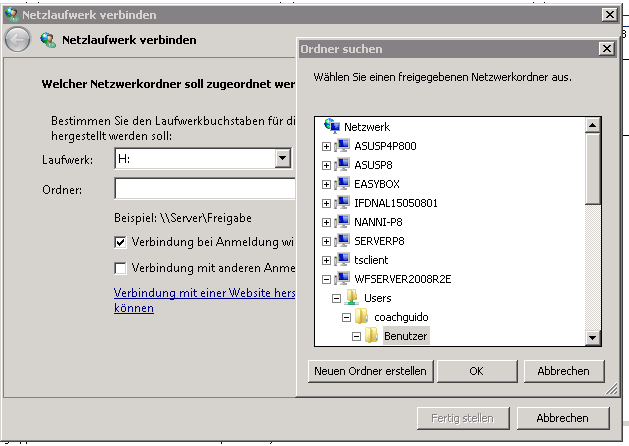 Netzlaufwerk verbinden
Netzlaufwerk verbinden
Welcher Netzwerkordner soll zugeordnet wer
Bestimmen Sie den Laufwerkbuchstaben für di
hergestellt werden soll:
Laufwerk: H:
Ordner:
Beispiel: \\Server\Freigabe
Verbindung bei Anmeldung wi
Verbindung mit anderen Anme
Verbindung mit einer Website hers
können
Fertig stellen
Abbrechen
Ordner suchen
Wählen Sie einen freigegebenen Netzwerkordner aus.
Netzwerk
ASUSP4P800
ASUSP8
EASYBOX
IFDNAL15050801
NANNI-P8
SERVERP8
tsclient
WFSERVER2008R2E
Users
coachguido
Benutzer
Neuen Ordner erstellen
OK
Abbrechen